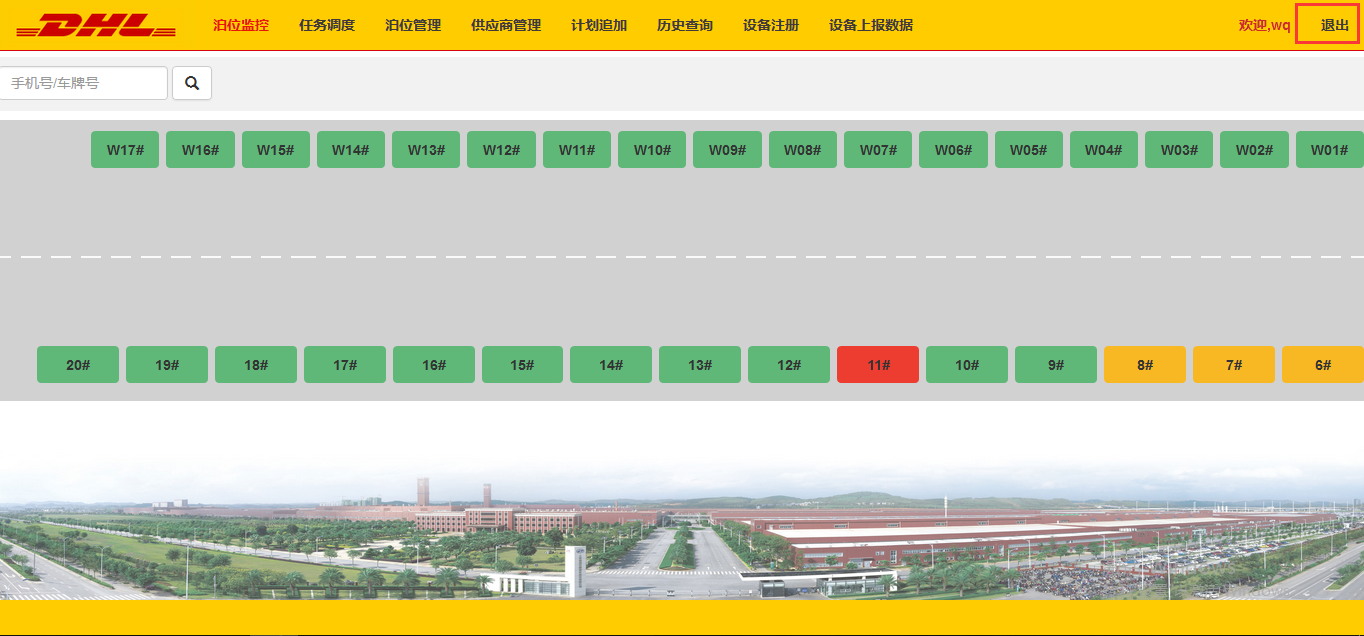 DHL 泊位监控 任务调度 泊位管理 供应商管理 计划追加 历史查询 设备注册 设备上报数据 欢迎,wq 退出
手机号/车牌号
W17# W16# W15# W14# W13# W12# W11# W10# W09# W08# W07# W06# W05# W04# W03# W02# W01#
20# 19# 18# 17# 16# 15# 14# 13# 12# 11# 10# 9# 8# 7# 6#